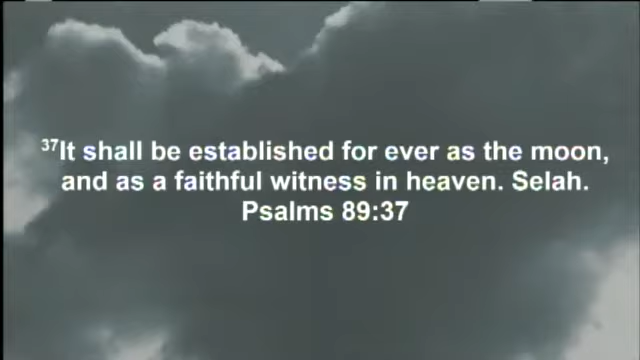 ³⁷It shall be established for ever as the moon,
and as a faithful witness in heaven. Selah.
Psalms 89:37